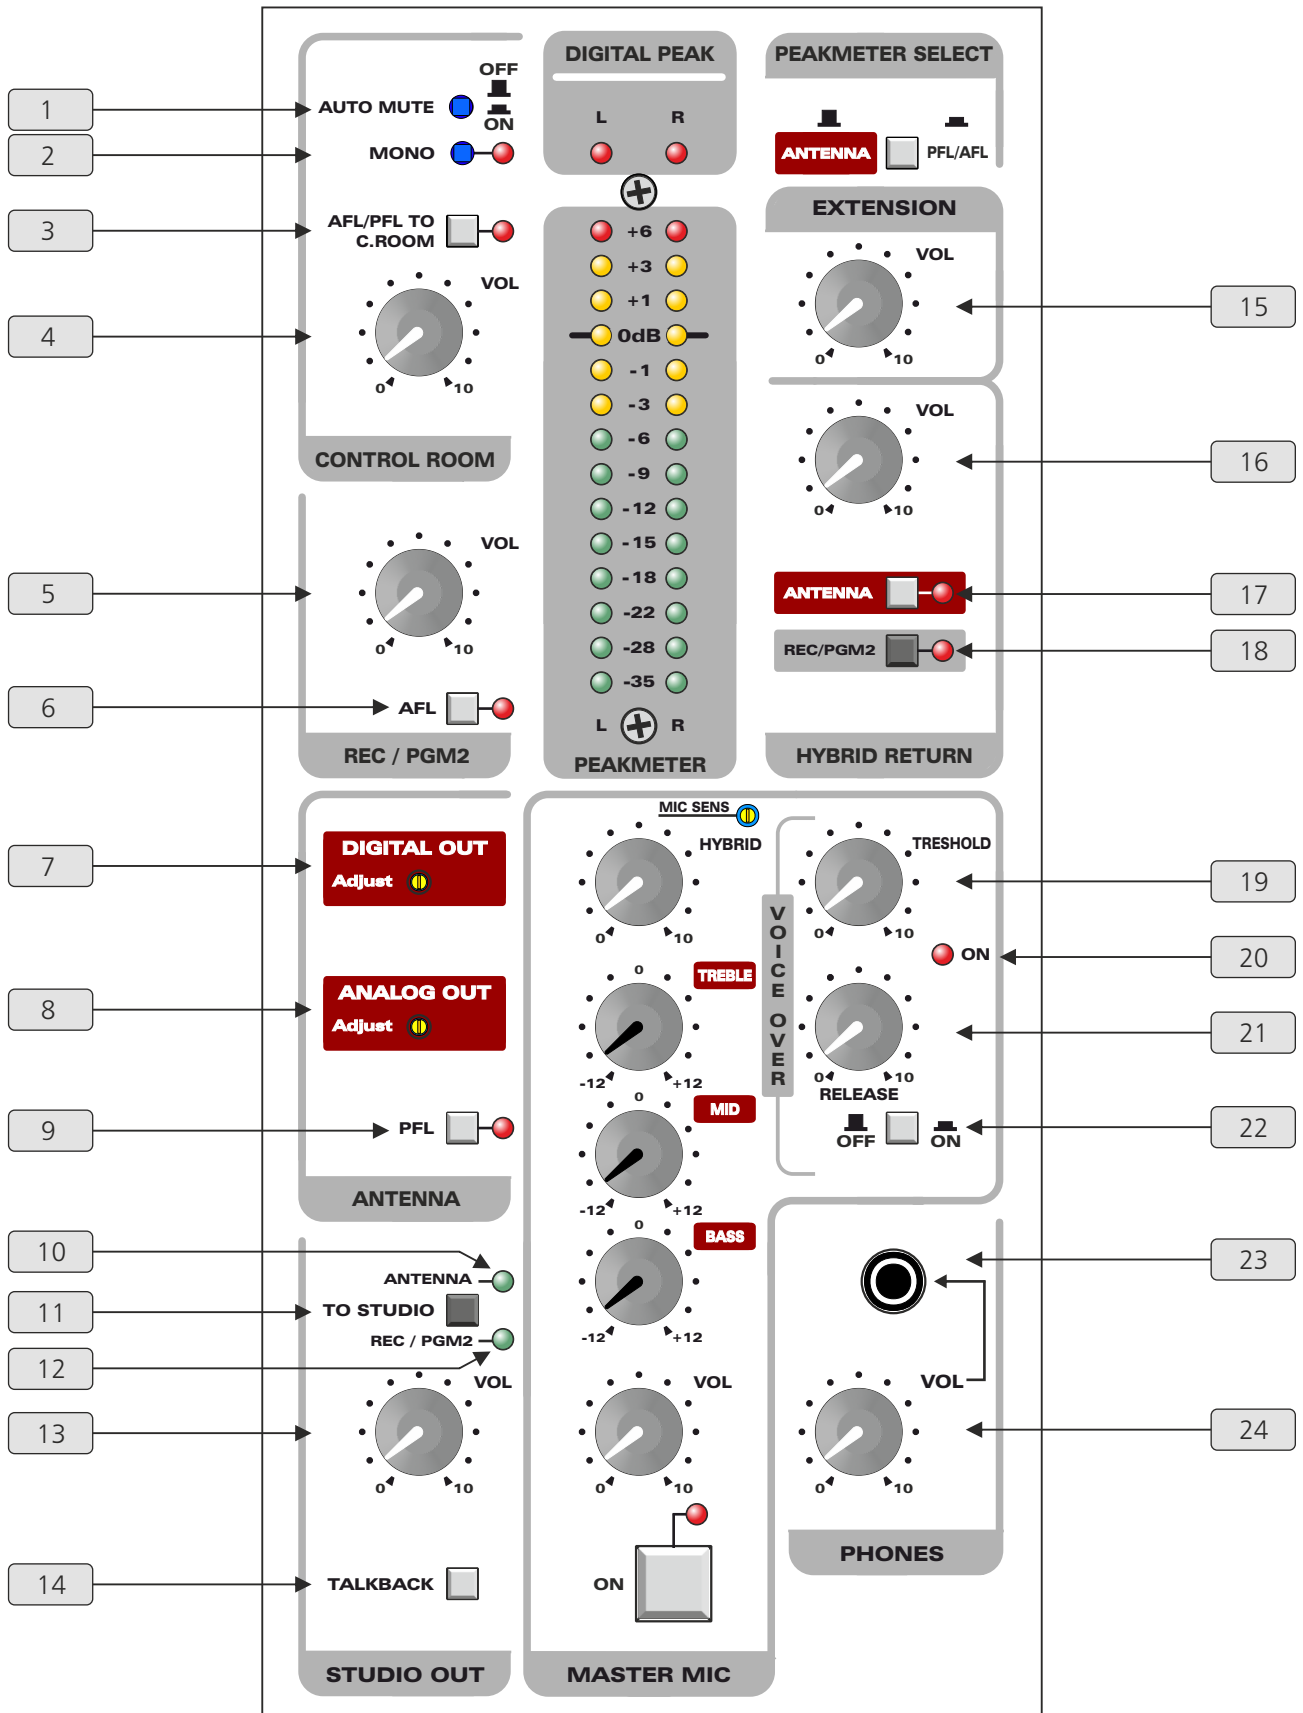 1
2
3
4
5
6
7
8
9
10
11
12
13
14
OFF
AUTO MUTE
ON
MONO
AFL/PFL TO
C.ROOM
VOL
0 10
CONTROL ROOM
VOL
0 10
AFL
REC / PGM2
DIGITAL OUT
Adjust
ANALOG OUT
Adjust
PFL
ANTENNA
ANTENNA
TO STUDIO
REC / PGM2
VOL
0 10
TALKBACK
STUDIO OUT
DIGITAL PEAK
L R
+6
+3
+1
0dB
-1
-3
-6
-9
-12
-15
-18
-22
-28
-35
L R
PEAKMETER
MIC SENS
HYBRID
0 10
TREBLE
0
-12 +12
MID
0
-12 +12
BASS
0
-12 +12
VOL
0 10
ON
MASTER MIC
PEAKMETER SELECT
ANTENNA PFL/AFL
EXTENSION
VOL
0 10
VOL
0 10
ANTENNA
REC/PGM2
HYBRID RETURN
VOICE OVER
TRESHOLD
0 10
ON
0 10
RELEASE
OFF ON
VOL
0 10
PHONES
15
16
17
18
19
20
21
22
23
24